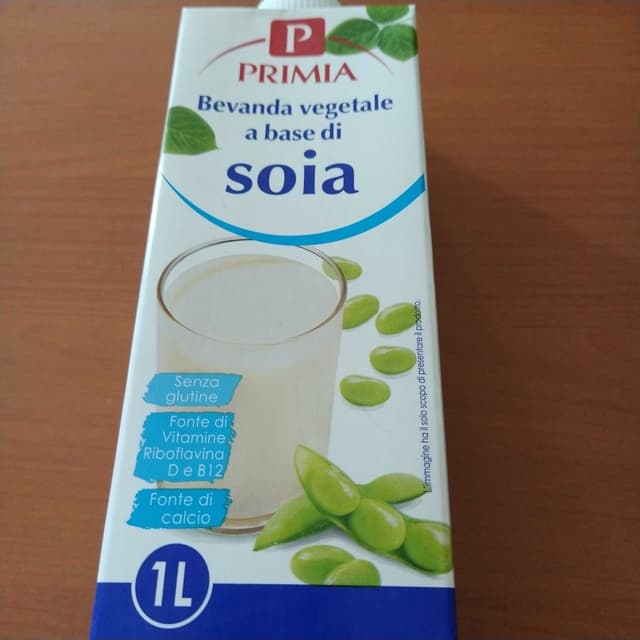 P
PRIMIA
Bevanda vegetale
a base di
soia
Senza
glutine
Fonte di
Vitamine
Riboflavina
D e B12
Fonte di
calcio
L'immagine ha il solo scopo di presentare il prodotto.
1L